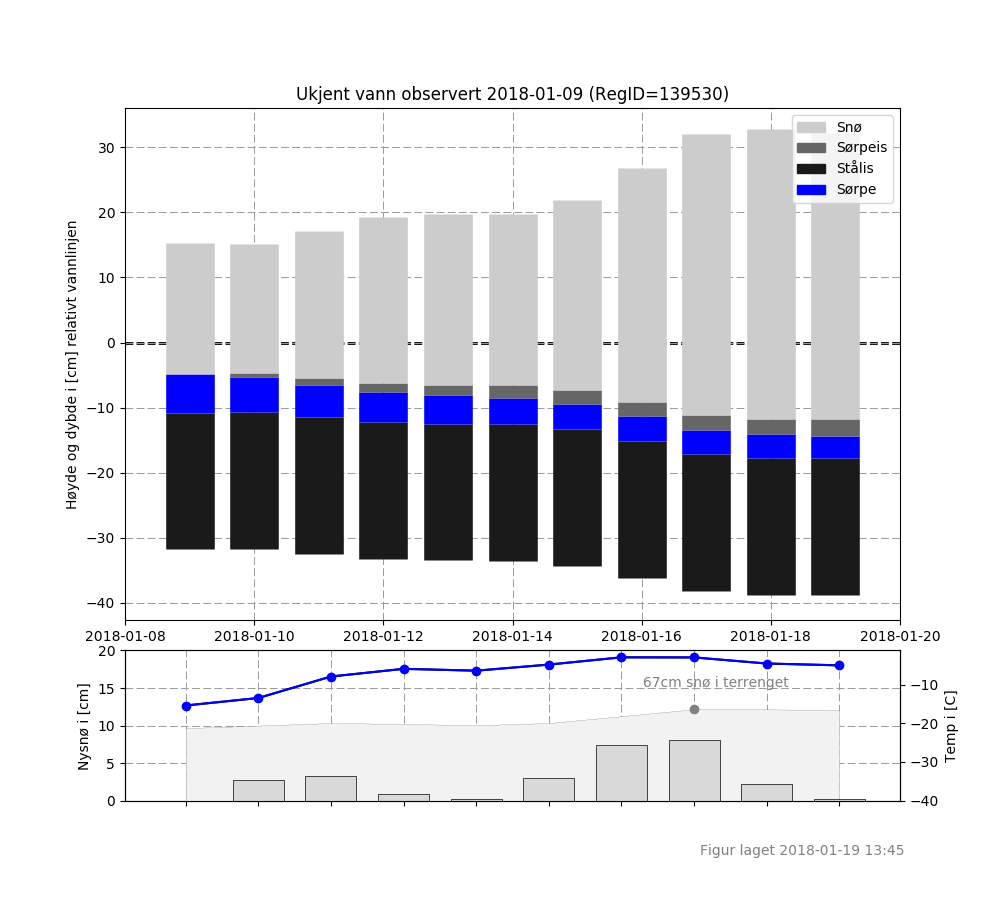 Ukjent vann observert 2018-01-09 (RegID=139530)
Snø
Sørpeis
Stålis
Sørpe
Høyde og dybde i [cm] relativt vannlinjen
30
20
10
0
−10
−20
−30
−40
2018-01-08 2018-01-10 2018-01-12 2018-01-14 2018-01-16 2018-01-18 2018-01-20
Nysnø i [cm]
20
15
10
5
0
67cm snø i terrenget
−10
−20
−30
−40
Temp i [C]
Figur laget 2018-01-19 13:45